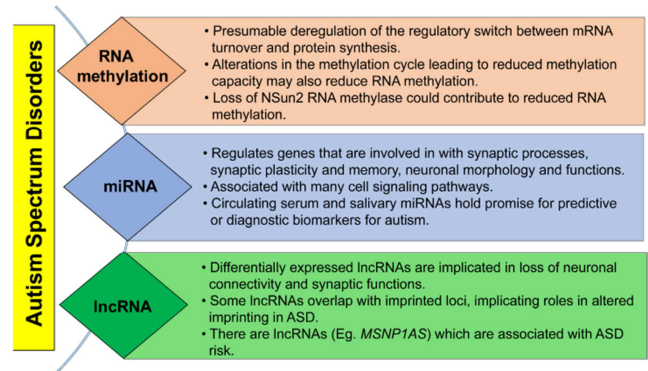 Autism Spectrum Disorders
RNA
methylation
• Presumable deregulation of the regulatory switch between mRNA
turnover and protein synthesis.
• Alterations in the methylation cycle leading to reduced methylation
capacity may also reduce RNA methylation.
• Loss of NSun2 RNA methylase could contribute to reduced RNA
methylation.
miRNA
• Regulates genes that are involved in with synaptic processes,
synaptic plasticity and memory, neuronal morphology and functions.
• Associated with many cell signaling pathways.
• Circulating serum and salivary miRNAs hold promise for predictive
or diagnostic biomarkers for autism.
lncRNA
• Differentially expressed lncRNAs are implicated in loss of neuronal
connectivity and synaptic functions.
• Some lncRNAs overlap with imprinted loci, implicating roles in altered
imprinting in ASD.
• There are lncRNAs (Eg. MSNP1AS) which are associated with ASD
risk.